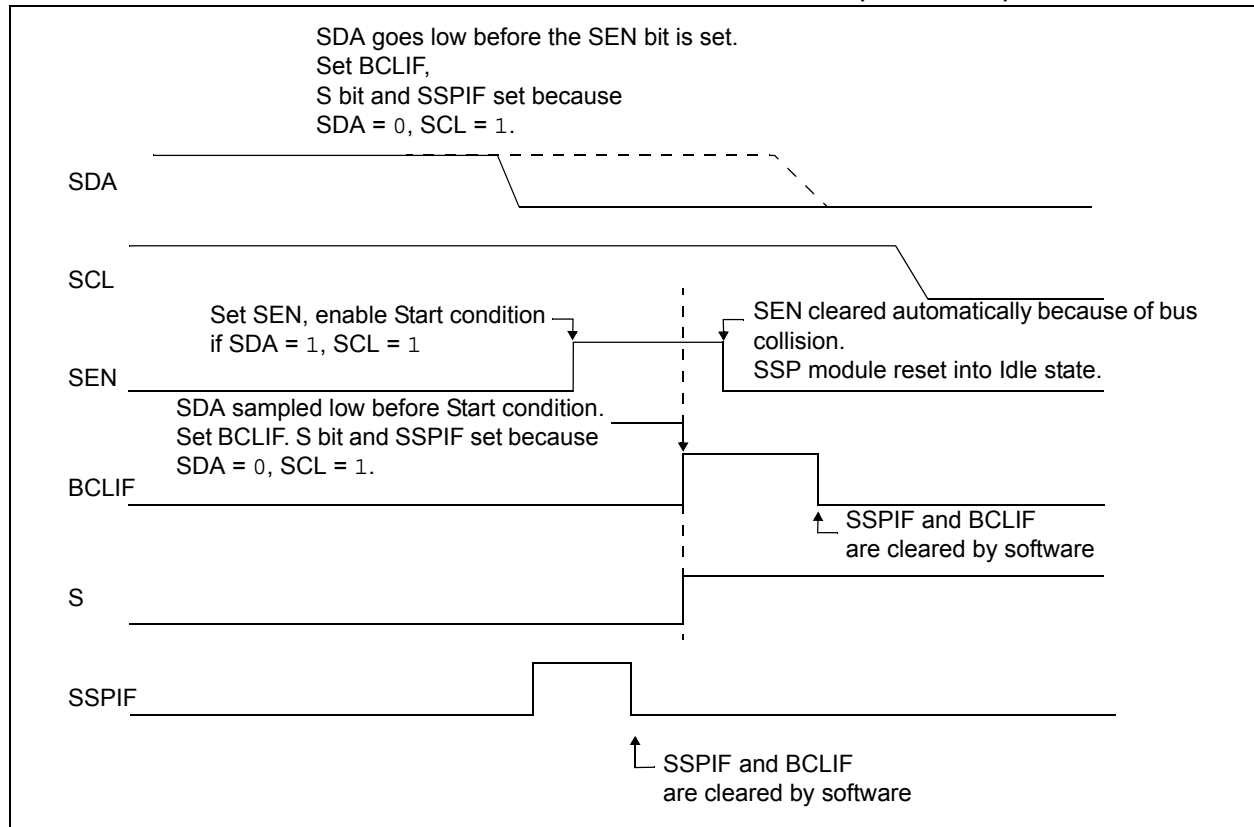 SDA goes low before the SEN bit is set.
Set BCLIF,
S bit and SSPIF set because
SDA = 0, SCL = 1.
SDA
SCL
Set SEN, enable Start condition
if SDA = 1, SCL = 1
SEN cleared automatically because of bus
collision.
SSP module reset into Idle state.
SEN
SDA sampled low before Start condition.
Set BCLIF. S bit and SSPIF set because
SDA = 0, SCL = 1.
BCLIF
SSPIF and BCLIF
are cleared by software
S
SSPIF
SSPIF and BCLIF
are cleared by software